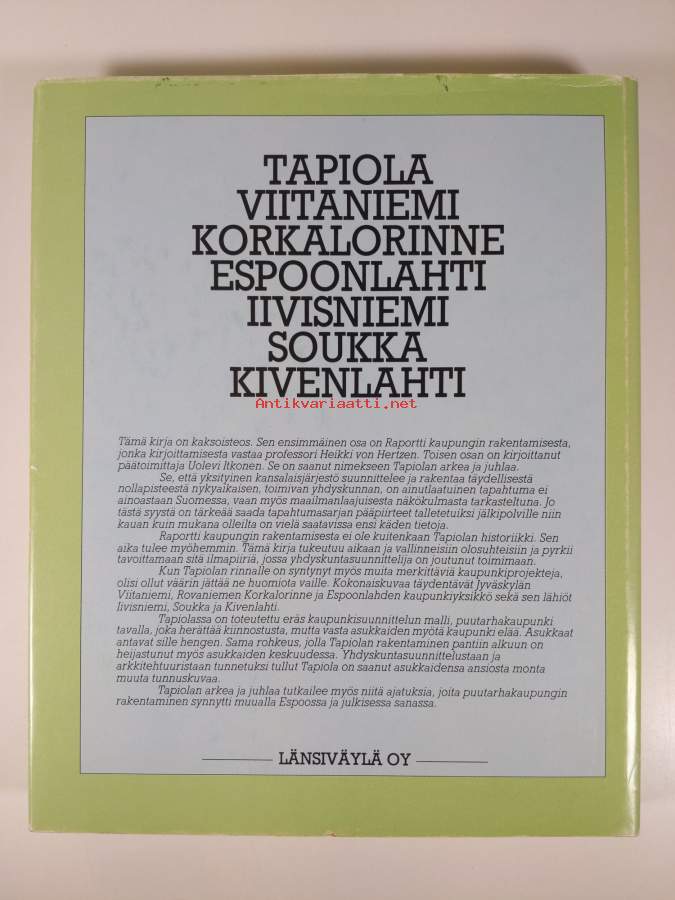 TAPIOLA
VIITANIEMI
KORKALORINNE
ESPOONLAHTI
IIVISNIEMI
SOUKKA
KIVENLAHTI
Antikvariaatti.net
Tämä kirja on kaksoisteos. Sen ensimmäinen osa on Raportti kaupungin rakentamisesta,
jonka kirjoittamisesta vastaa professori Heikki von Hertzen. Toisen osan on kirjoittanut
päätoimittaja Uolevi Itkonen. Se on saanut nimekseen Tapiolan arkea ja juhlaa.
Se, että yksityinen kansalaisjärjestö suunnittelee ja rakentaa täydellisestä
nollapisteestä nykyaikaisen, toimivan yhdyskunnan, on ainutlaatuinen tapahtuma ei
ainoastaan Suomessa, vaan myös maailmanlaajuisesta näkökulmasta tarkasteltuna. Jo
tästä syystä on tärkeää saada tapahtumasarjan pääpiirteet talletetuiksi jälkipolville niin
kauan kuin mukana olleilta on vielä saatavissa ensi käden tietoja.
Raportti kaupungin rakentamisesta ei ole kuitenkaan Tapiolan historiikki. Sen
aika tulee myöhemmin. Tämä kirja tukeutuu aikaan ja vallinneisiin olosuhteisiin ja pyrkii
tavoittamaan sitä ilmapiiriä, jossa yhdyskuntasuunnittelija on joutunut toimimaan.
Kun Tapiolan rinnalle on syntynyt myös muita merkittäviä kaupunkiprojekteja,
olisi ollut väärin jättää ne huomiota vaille. Kokonaiskuvaa täydentävät Jyväskylän
Viitaniemi, Rovaniemen Korkalorinne ja Espoonlahden kaupunkiyksikkö sekä sen lähiöt
Iivisniemi, Soukka ja Kivenlahti.
Tapiolassa on toteutettu eräs kaupunkisuunnittelun malli, puutarhakaupunki
tavalla, joka herättää kiinnostusta, mutta vasta asukkaiden myötä kaupunki elää. Asukkaat
antavat sille hengen. Sama rohkeus, jolla Tapiolan rakentaminen pantiin alkuun on
heijastunut myös asukkaiden keskuudessa. Yhdyskuntasuunnittelustaan ja
arkkitehtuuristaan tunnetuksi tullut Tapiola on saanut asukkaidensa ansiosta monta
muuta tunnuskuvaa.
Tapiolan arkea ja juhlaa tutkailee myös niitä ajatuksia, joita puutarhakaupungin
rakentaminen synnytti muualla Espoossa ja julkisessa sanassa.
LÄNSIVÄYLÄ OY